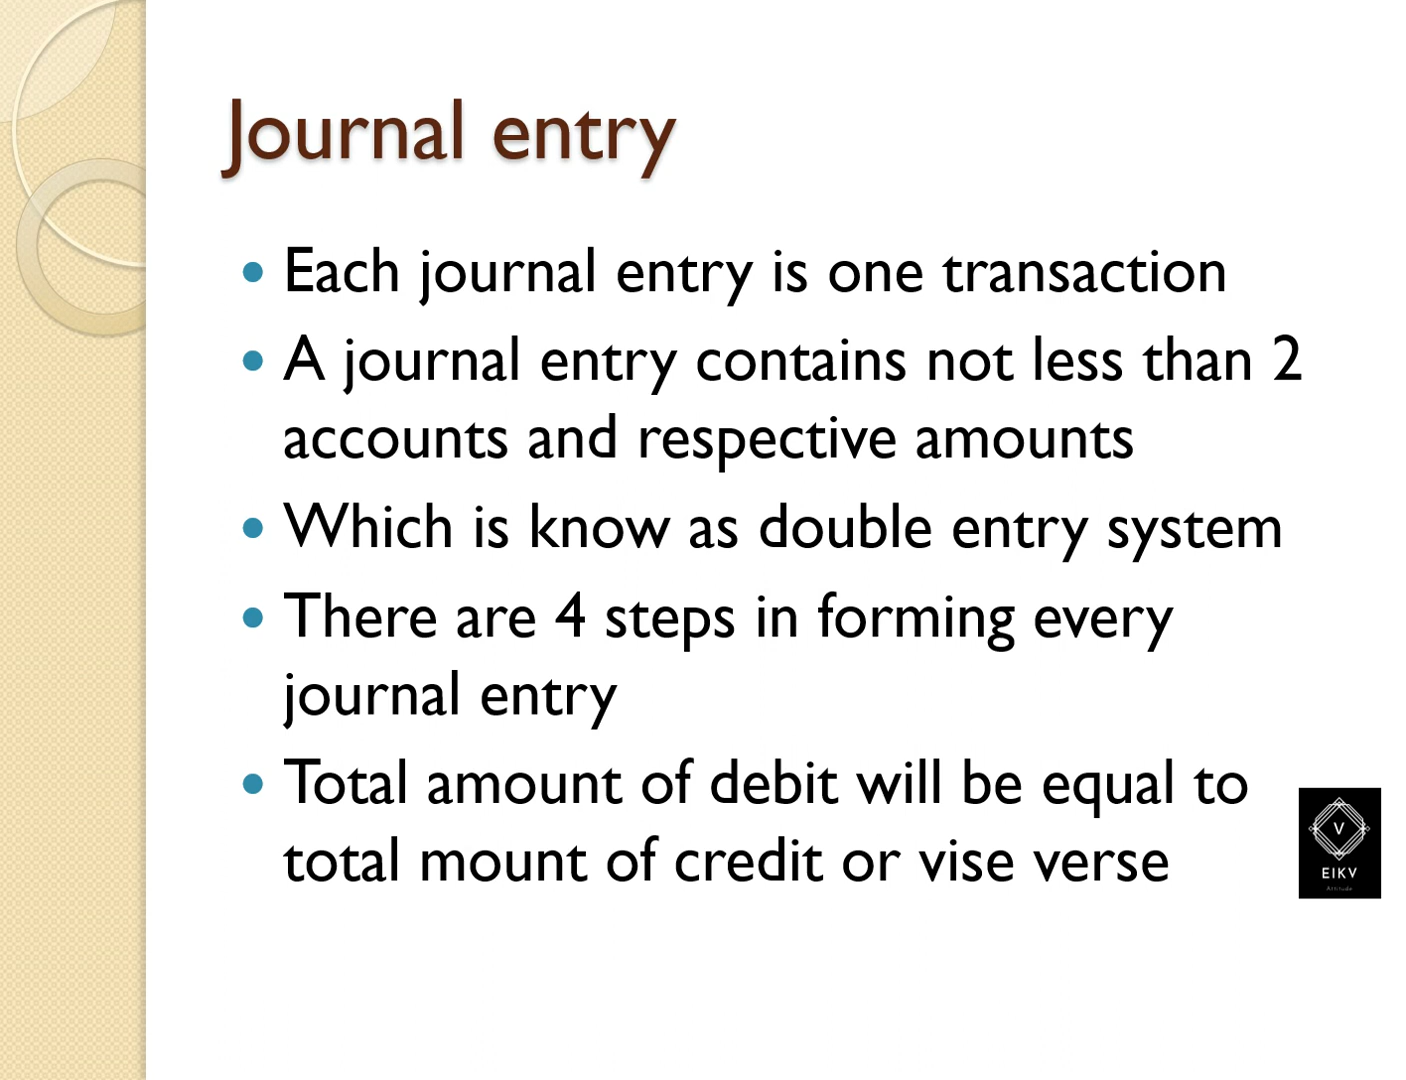 Journal entry
• Each journal entry is one transaction
• A journal entry contains not less than 2
accounts and respective amounts
• Which is know as double entry system
• There are 4 steps in forming every
journal entry
• Total amount of debit will be equal to
total mount of credit or vise verse
V
EIKV
Attitude